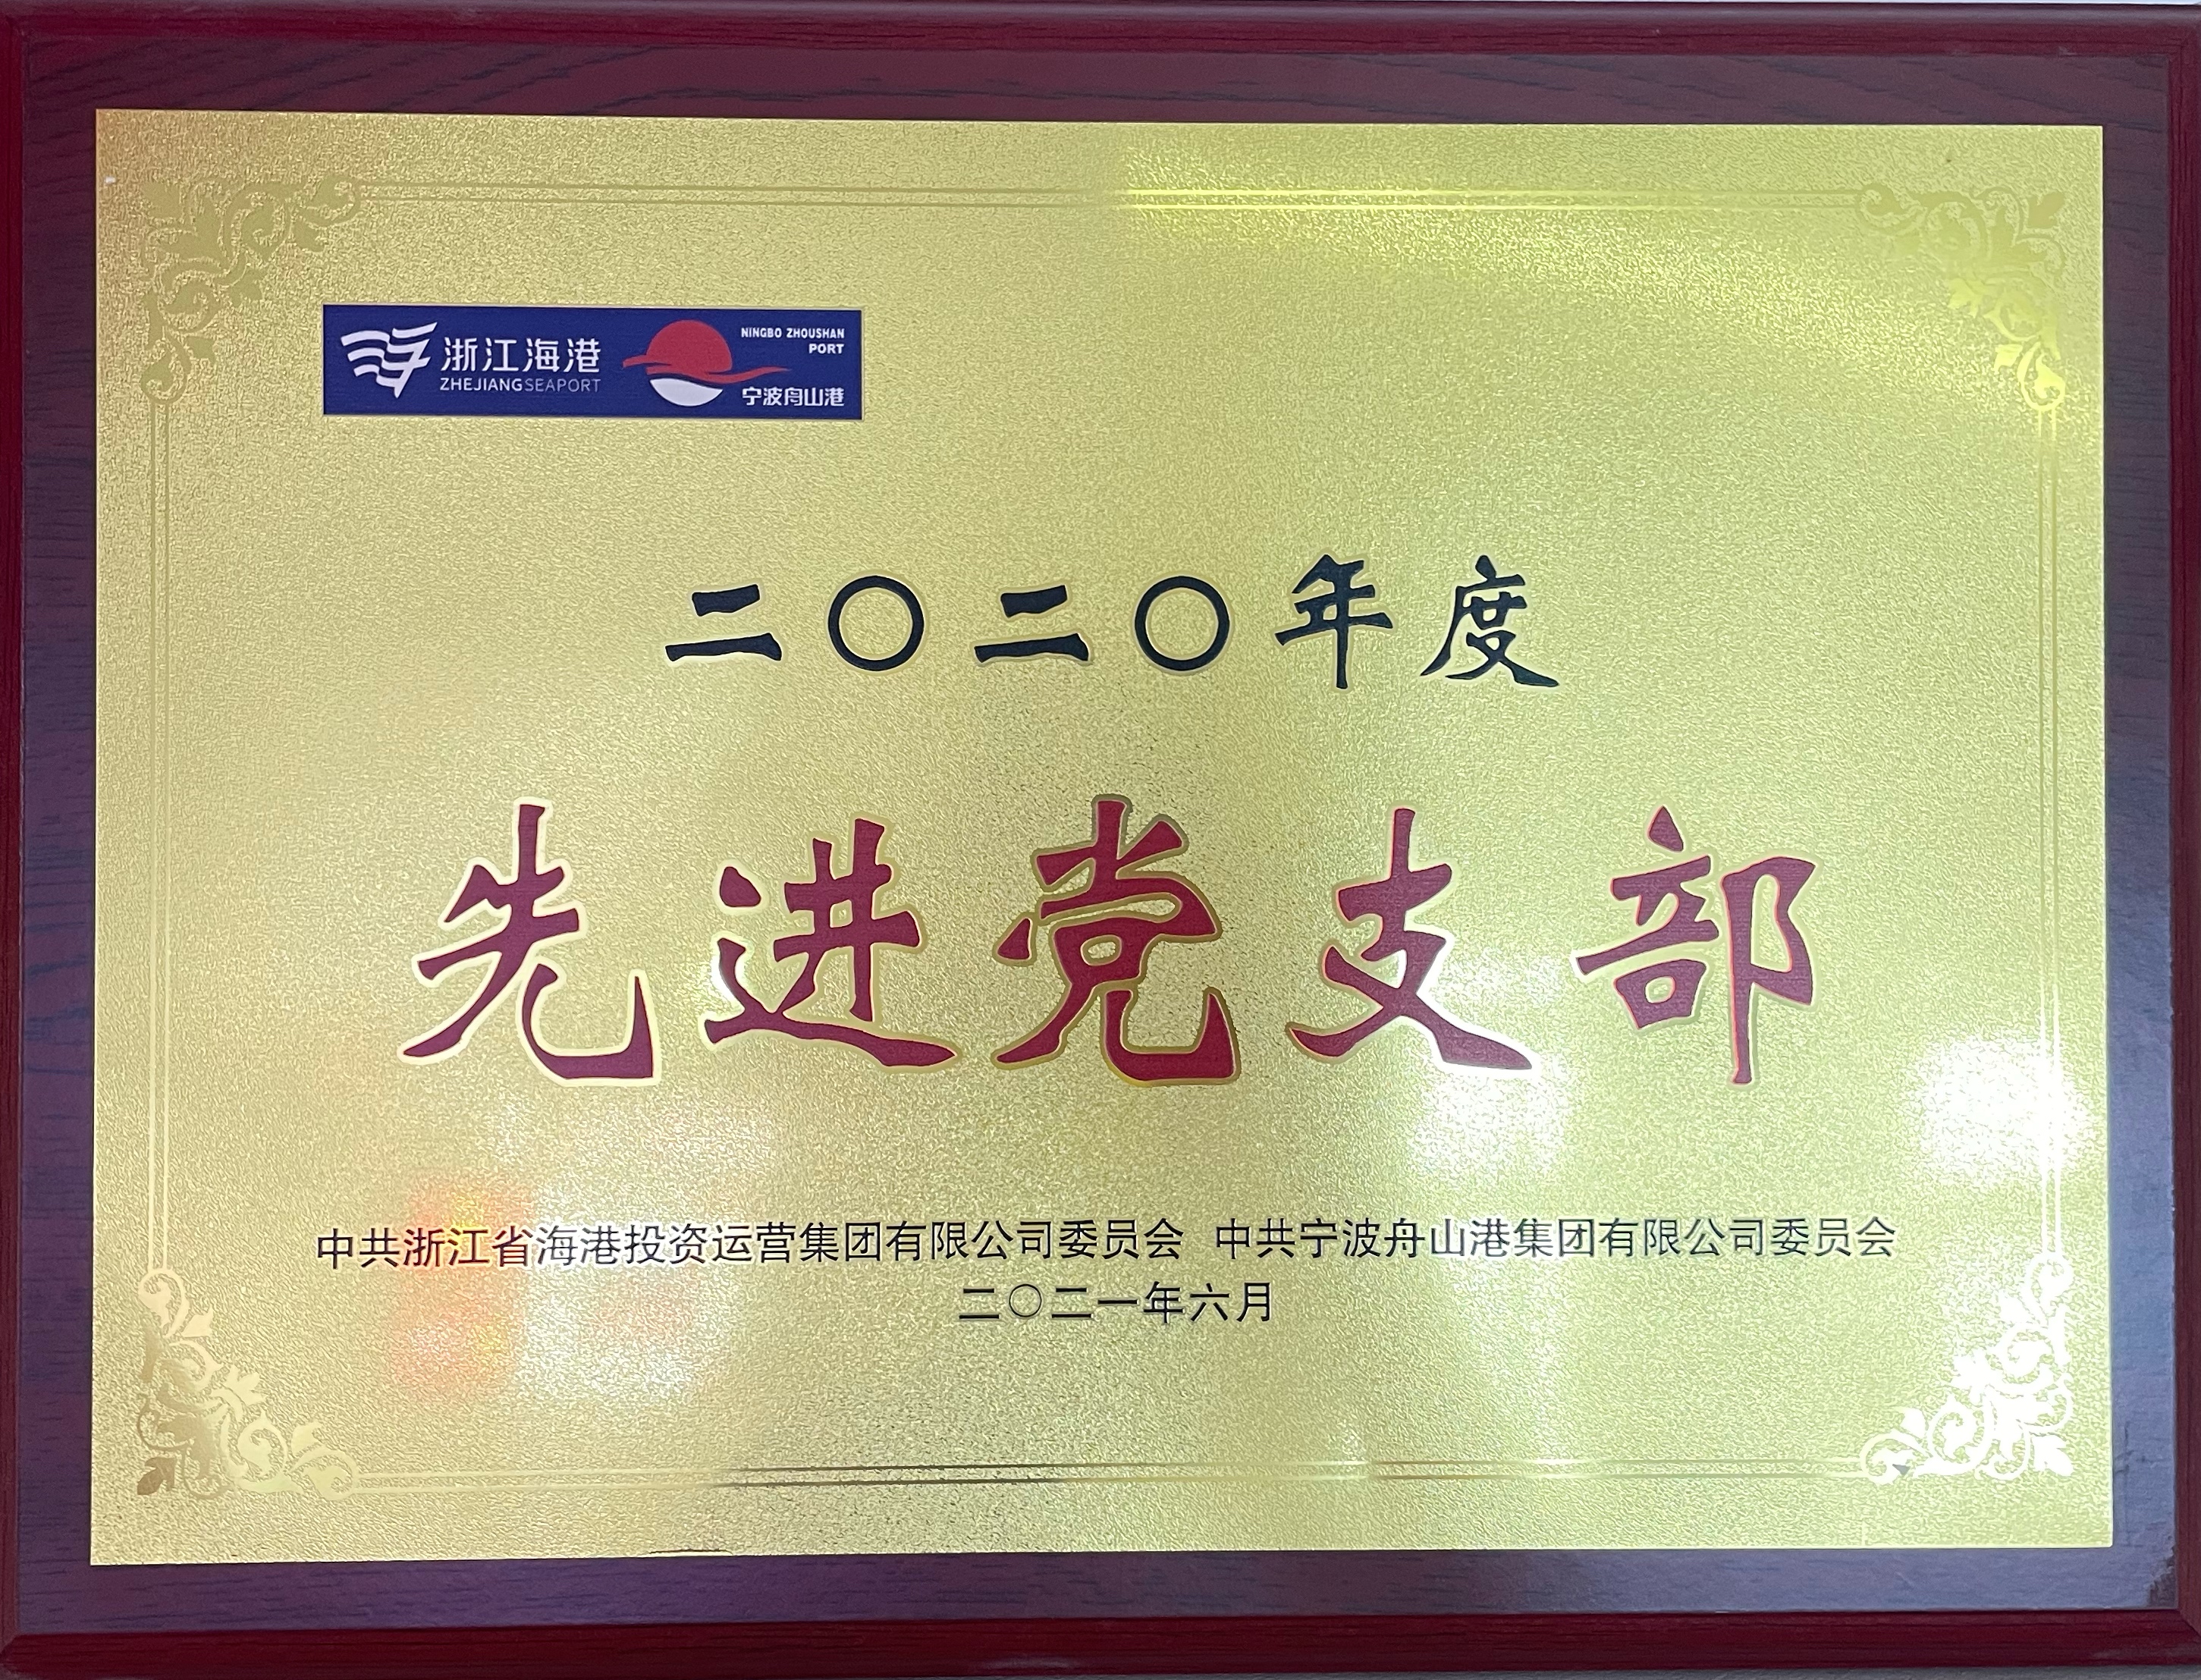 浙江海港
ZHEJIANGSEAPORT
NINGBO ZHOUSHAN
PORT
宁波舟山港
二〇二〇年度
先进党支部
中共浙江省海港投资运营集团有限公司委员会 中共宁波舟山港集团有限公司委员会
二〇二一年六月